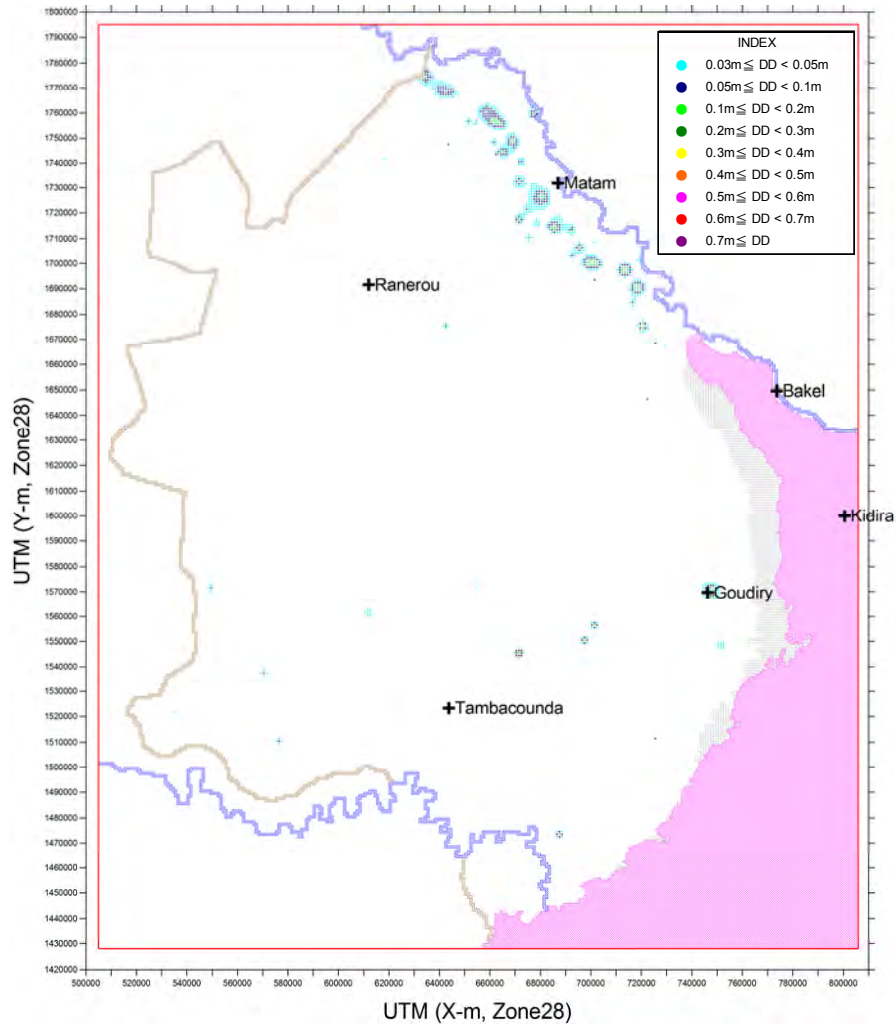 INDEX
0.03m≦ DD < 0.05m
0.05m≦ DD < 0.1m
0.1m≦ DD < 0.2m
0.2m≦ DD < 0.3m
0.3m≦ DD < 0.4m
0.4m≦ DD < 0.5m
0.5m≦ DD < 0.6m
0.6m≦ DD < 0.7m
0.7m≦ DD
1800000
1790000
1780000
1770000
1760000
1750000
1740000
1730000
1720000
1710000
1700000
1690000
1680000
1670000
1660000
1650000
1640000
1630000
1620000
1610000
1600000
1590000
1580000
1570000
1560000
1550000
1540000
1530000
1520000
1510000
1500000
1490000
1480000
1470000
1460000
1450000
1440000
1430000
1420000
UTM (Y-m, Zone28)
Matam
Ranerou
Bakel
Kidira
Goudiry
Tambacounda
500000 520000 540000 560000 580000 600000 620000 640000 660000 680000 700000 720000 740000 760000 780000 800000
UTM (X-m, Zone28)